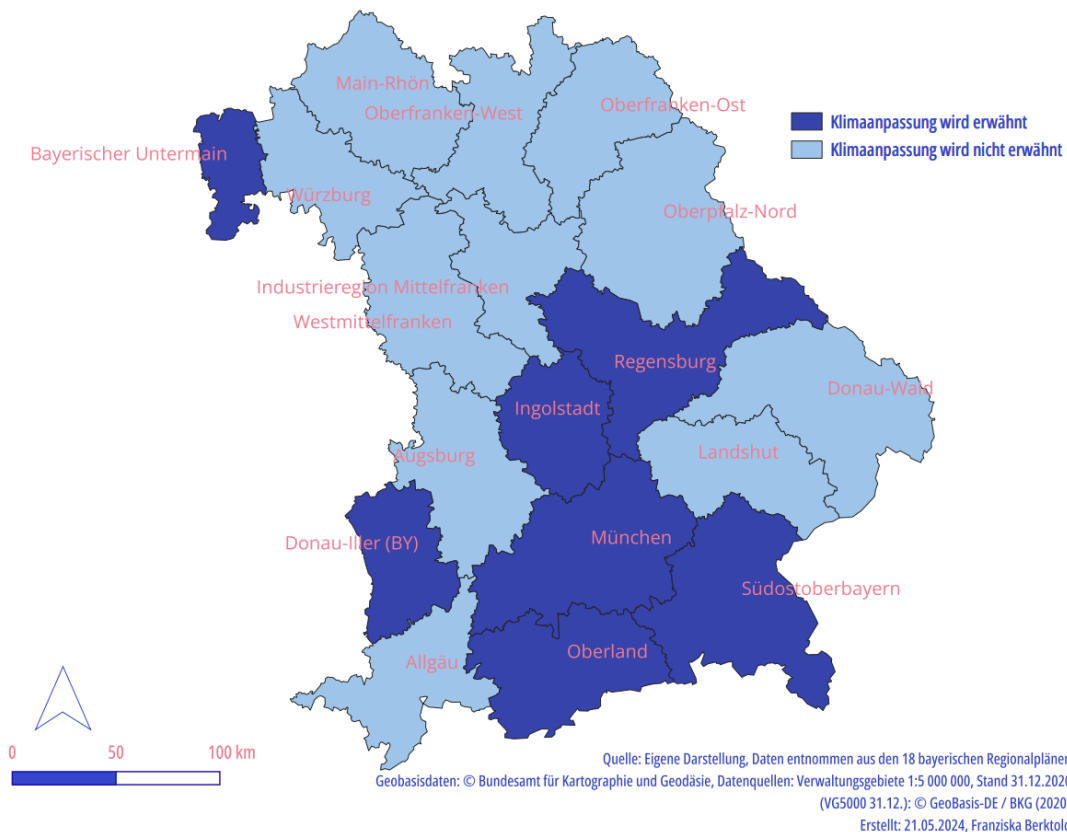 Main-Rhön
Oberfranken-West
Oberfranken-Ost
Klimaanpassung wird erwähnt
Klimaanpassung wird nicht erwähnt
Bayerischer Untermain
Würzburg
Oberpfalz-Nord
Industrieregion Mittelfranken
Westmittelfranken
Regensburg
Donau-Wald
Ingolstadt
Augsburg
Landshut
Donau-Iller (BY)
München
Südostoberbayern
Oberland
Allgäu
0 50 100 km
Quelle: Eigene Darstellung, Daten entnommen aus den 18 bayerischen Regionalpläner
Geobasisdaten: © Bundesamt für Kartographie und Geodäsie, Datenquellen: Verwaltungsgebiete 1:5 000 000, Stand 31.12.2020
(VG5000 31.12.): © GeoBasis-DE / BKG (2020)
Erstellt: 21.05.2024, Franziska Berktold